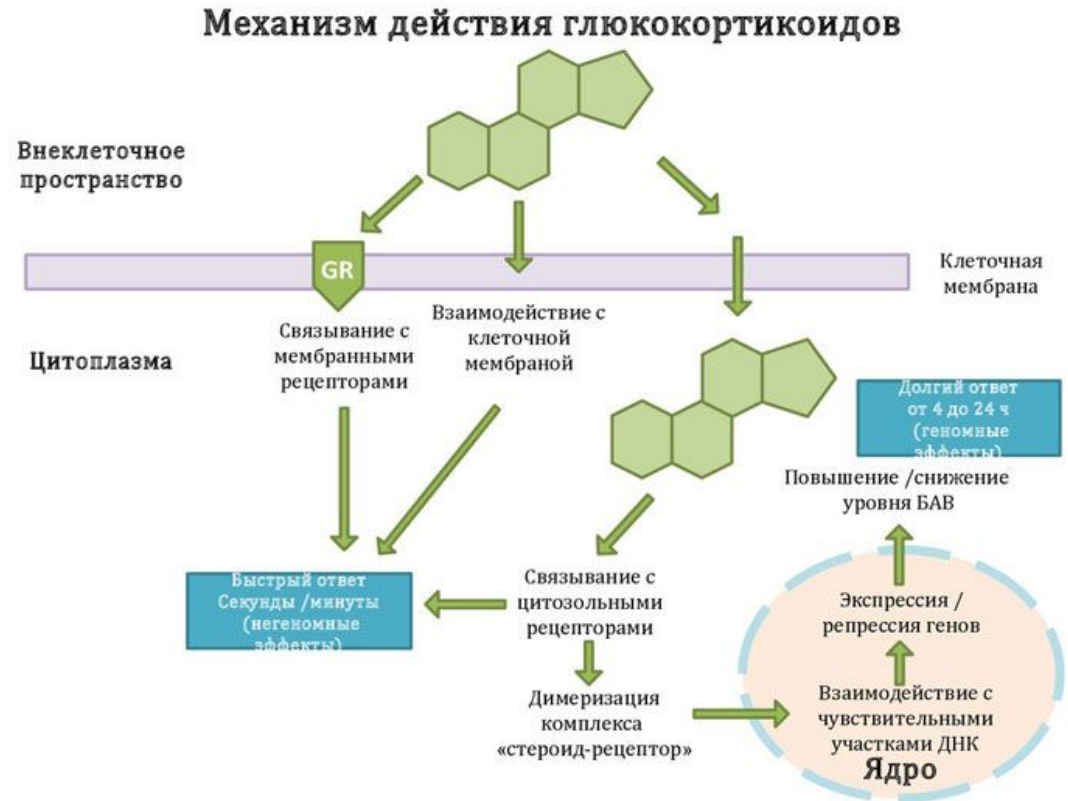 Механизм действия глюкокортикоидов
Внеклеточное
пространство
GR
Клеточная
мембрана
Цитоплазма
Связывание с
мембранными
рецепторами
Взаимодействие с
клеточной
мембраной
Долгий ответ
от 4 до 24 ч
(геномные
эффекты)
Повышение /снижение
уровня БАВ
Быстрый ответ
Секунды /минуты
(негеномные
эффекты)
Связывание с
цитозольными
рецепторами
Экспрессия /
репрессия генов
Димеризация
комплекса
«стероид-рецептор»
Взаимодействие с
чувствительными
участками ДНК
Ядро